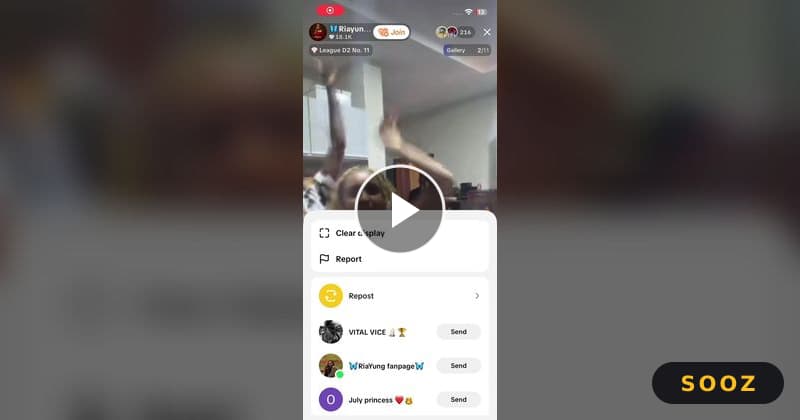 🦋Riayun...
18.1K
Join
216
League D2 No. 11
Gallery 2/11
Clear display
Report
Repost
VITAL VICE 🏆 Send
🦋RiaYung fanpage🦋 Send
O July princess ❤️ Send
SOOZ